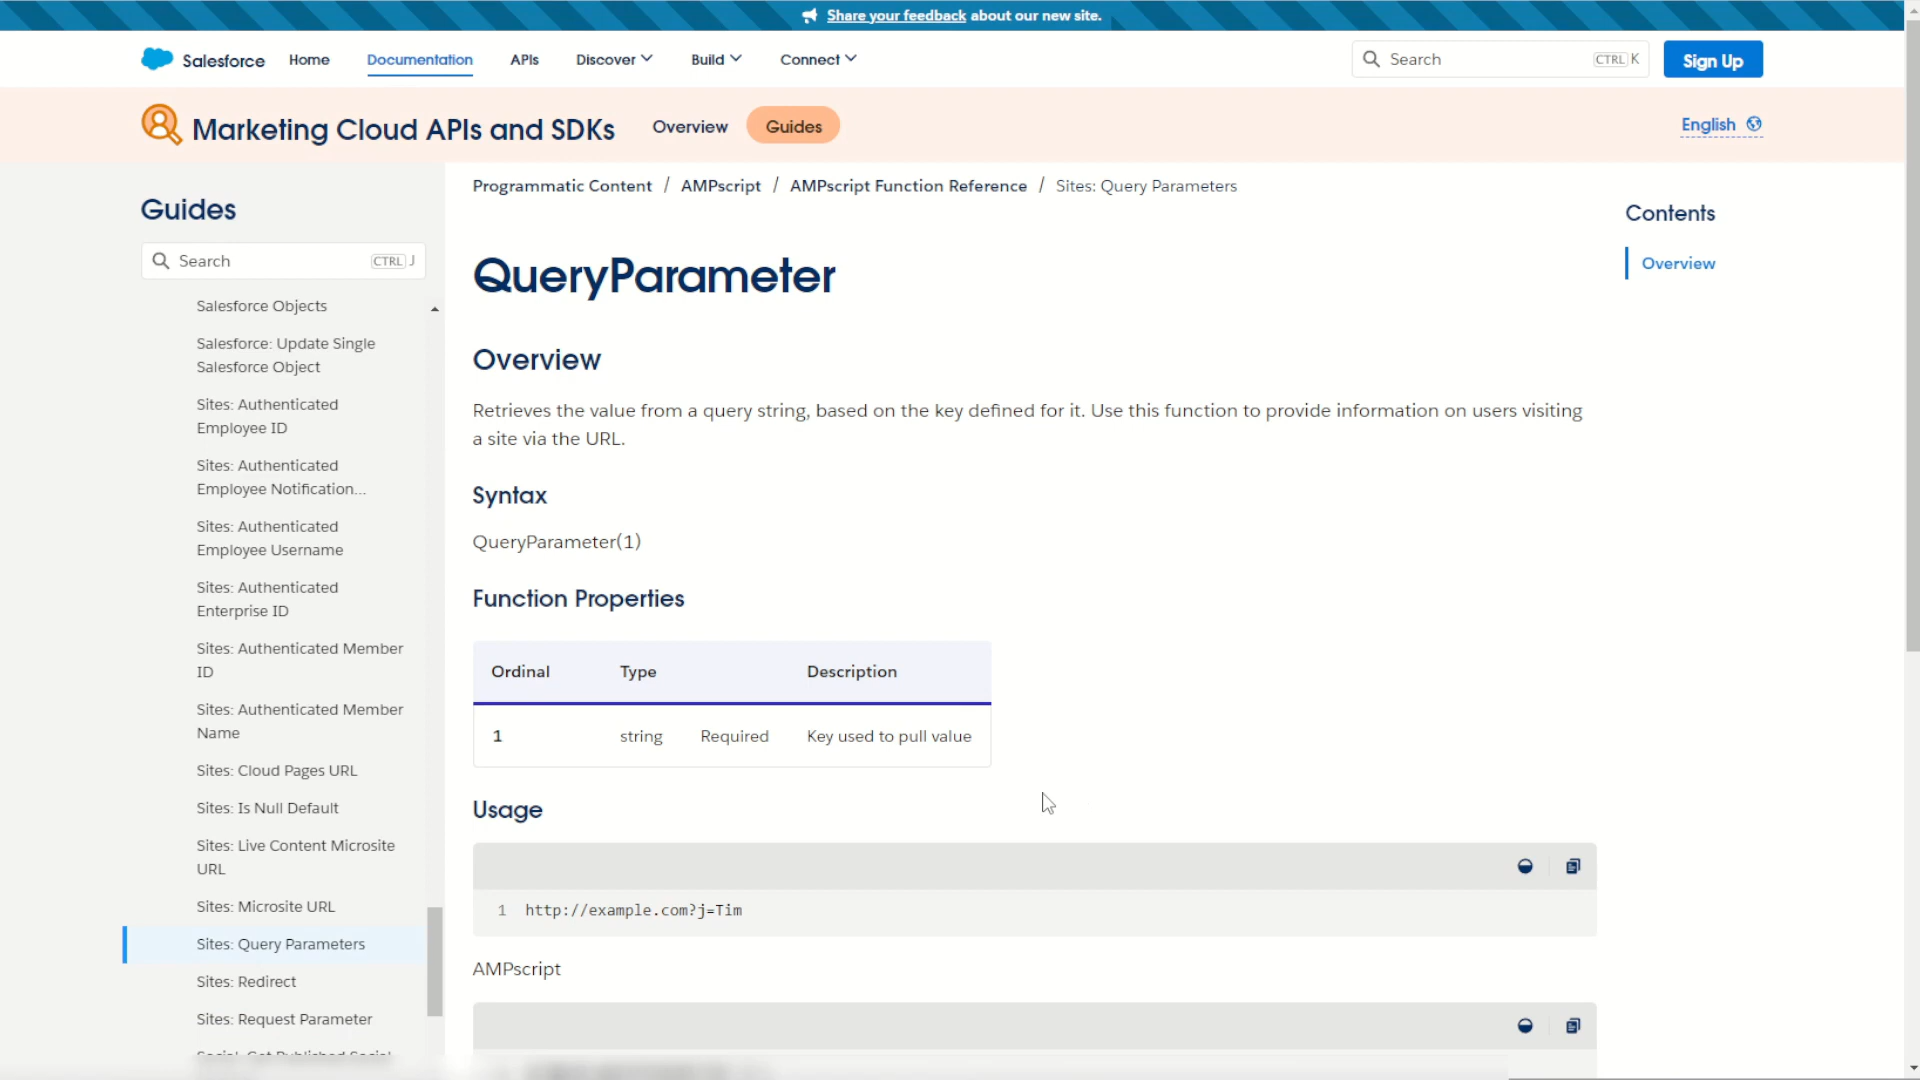 Share your feedback about our new site.
Salesforce Home Documentation APIs Discover Build Connect Search CTRL K Sign Up
Marketing Cloud APIs and SDKs Overview Guides English
Guides
Search CTRL J
Salesforce Objects
Salesforce: Update Single
Salesforce Object
Sites: Authenticated
Employee ID
Sites: Authenticated
Employee Notification...
Sites: Authenticated
Employee Username
Sites: Authenticated
Enterprise ID
Sites: Authenticated Member
ID
Sites: Authenticated Member
Name
Sites: Cloud Pages URL
Sites: Is Null Default
Sites: Live Content Microsite
URL
Sites: Microsite URL
Sites: Query Parameters
Sites: Redirect
Sites: Request Parameter
Programmatic Content / AMPscript / AMPscript Function Reference / Sites: Query Parameters
QueryParameter
Overview
Retrieves the value from a query string, based on the key defined for it. Use this function to provide information on users visiting
a site via the URL.
Syntax
QueryParameter(1)
Function Properties
Ordinal Type Description
1 string Required Key used to pull value
Usage
1 http://example.com?j=Tim
AMPscript
Contents
Overview